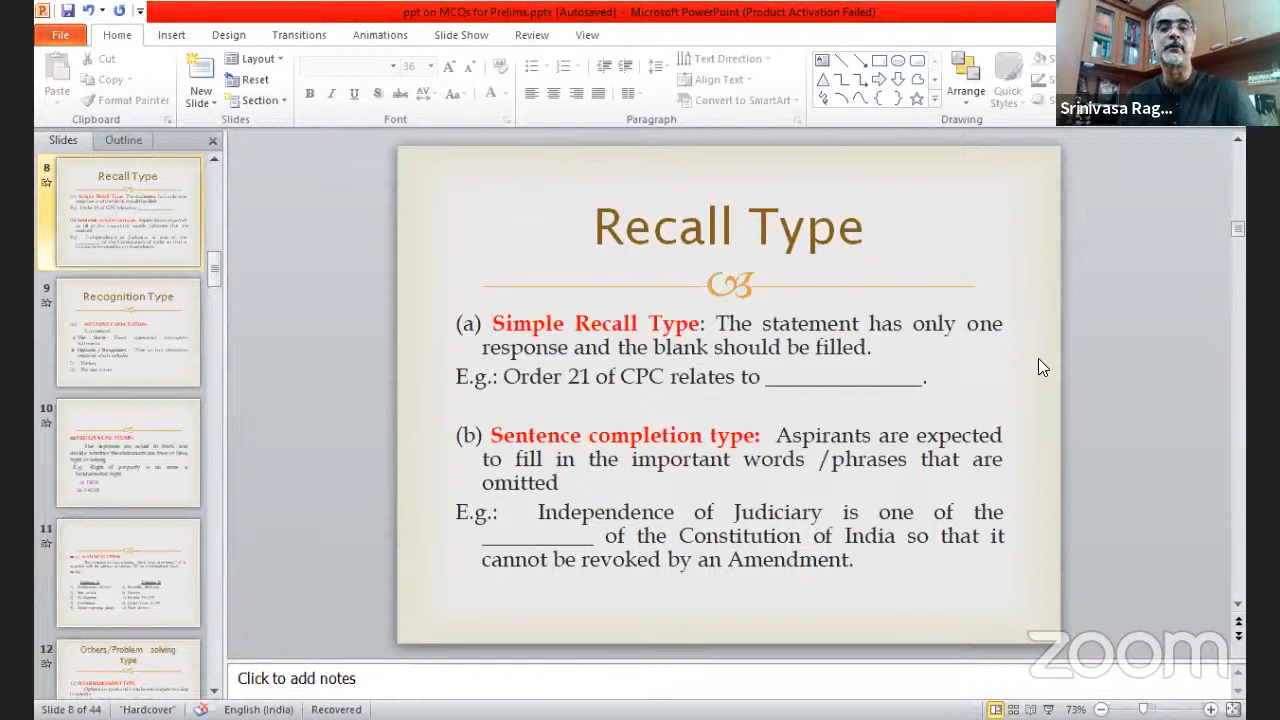 ppt on MCQs for Prelims.pptx [Autosaved] - Microsoft PowerPoint (Product Activation Failed)
File Home Insert Design Transitions Animations Slide Show Review View
Paste
Cut
Copy
Format Painter
Clipboard
New Slide
Layout
Reset
Section
Slides
36
B I U S abc AV Aa A
Font
Text Direction
Align Text
Convert to SmartArt
Paragraph
Arrange
Quick Styles
Drawing
Srinivasa Rag...
Slides Outline
8
Recall Type
9
Recognition Type
10
11
12
Others/Problem solving type
Recall Type
(a) Simple Recall Type: The statement has only one
response and the blank should be filled.
E.g.: Order 21 of CPC relates to ______________.
(b) Sentence completion type: Aspirants are expected
to fill in the important words /phrases that are
omitted
E.g.: Independence of Judiciary is one of the
__________ of the Constitution of India so that it
cannot be revoked by an Amendment.
zoom
Click to add notes
Slide 8 of 44 "Hardcover" English (India) Recovered 73%